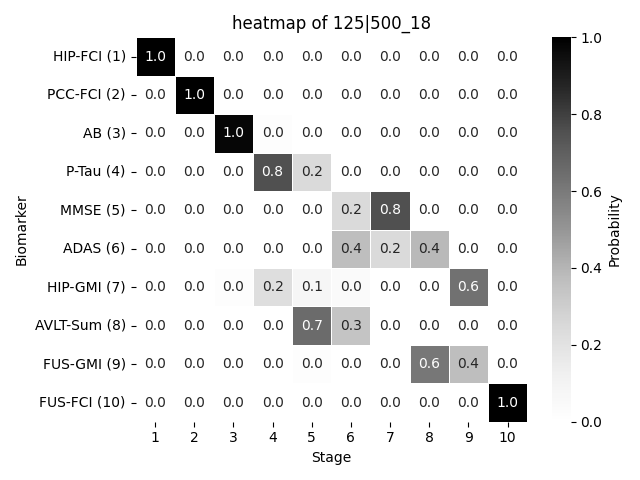 heatmap of 125|500_18
HIP-FCI (1) 1.0 0.0 0.0 0.0 0.0 0.0 0.0 0.0 0.0 0.0
PCC-FCI (2) 0.0 1.0 0.0 0.0 0.0 0.0 0.0 0.0 0.0 0.0
AB (3) 0.0 0.0 1.0 0.0 0.0 0.0 0.0 0.0 0.0 0.0
P-Tau (4) 0.0 0.0 0.0 0.8 0.2 0.0 0.0 0.0 0.0 0.0
MMSE (5) 0.0 0.0 0.0 0.0 0.0 0.2 0.8 0.0 0.0 0.0
ADAS (6) 0.0 0.0 0.0 0.0 0.0 0.4 0.2 0.4 0.0 0.0
HIP-GMI (7) 0.0 0.0 0.0 0.2 0.1 0.0 0.0 0.0 0.6 0.0
AVLT-Sum (8) 0.0 0.0 0.0 0.0 0.7 0.3 0.0 0.0 0.0 0.0
FUS-GMI (9) 0.0 0.0 0.0 0.0 0.0 0.0 0.0 0.6 0.4 0.0
FUS-FCI (10) 0.0 0.0 0.0 0.0 0.0 0.0 0.0 0.0 0.0 1.0
1 2 3 4 5 6 7 8 9 10
Stage
Biomarker
1.0
0.8
0.6
0.4
0.2
0.0
Probability